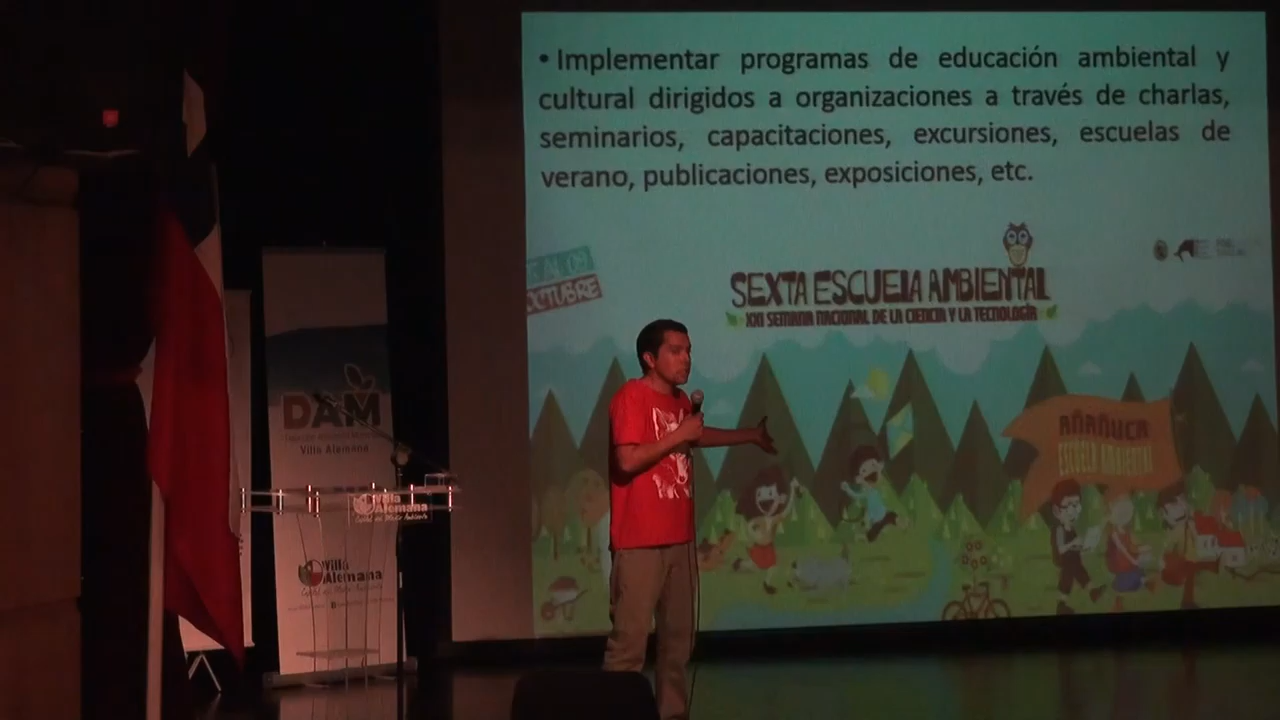 • Implementar programas de educación ambiental y
cultural dirigidos a organizaciones a través de charlas,
seminarios, capacitaciones, excursiones, escuelas de
verano, publicaciones, exposiciones, etc.
OCTUBRE
SEXTA ESCUELA AMBIENTAL
XXI SEMANA NACIONAL DE LA CIENCIA Y LA TECNOLOGÍA
AÑAÑUCA
ESCUELA AMBIENTAL
DAM
Villa Alemana
Villa
Alemana
Villa
Alemana